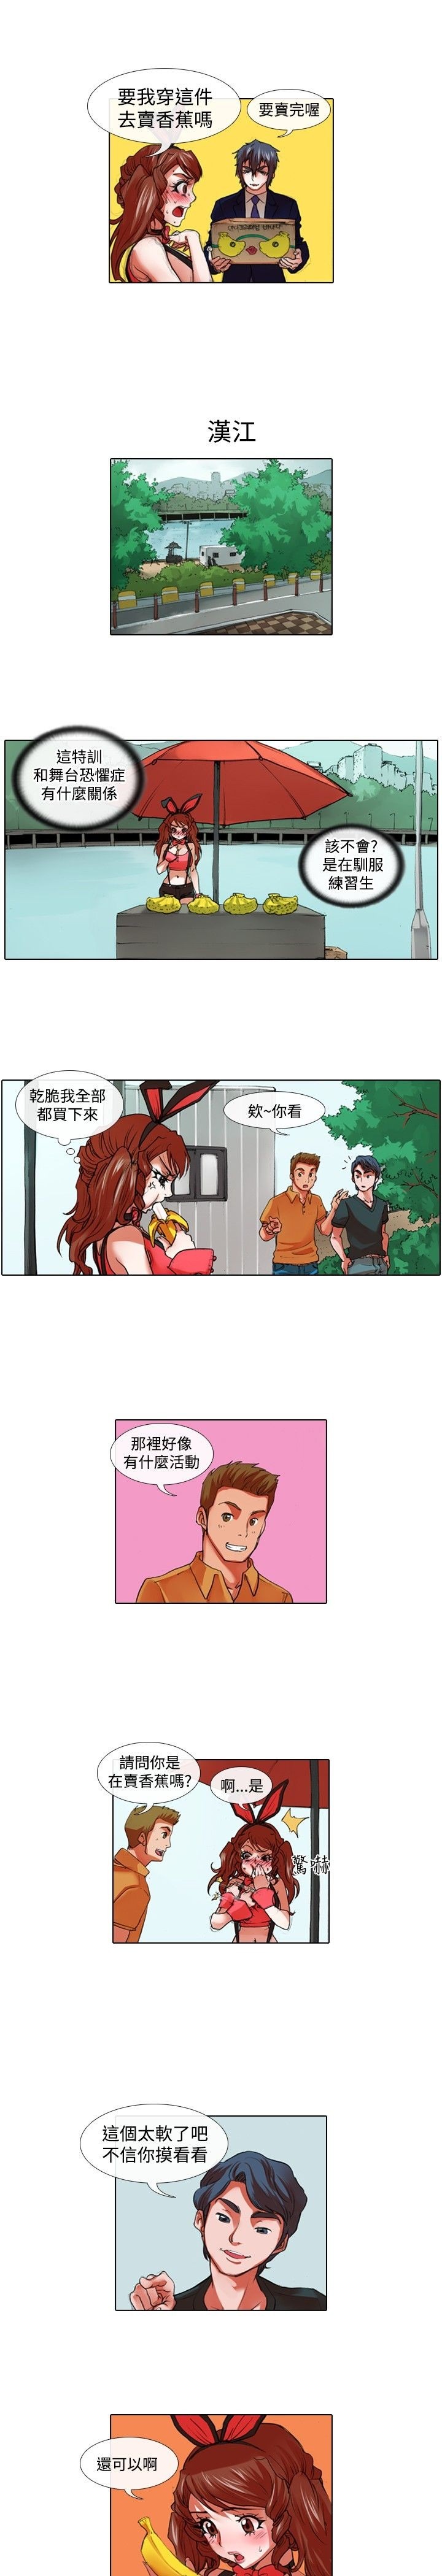 要我穿這件
去賣香蕉嗎
要賣完喔
漢江
這特訓
和舞台恐懼症
有什麼關係
該不會?
是在馴服
練習生
乾脆我全部
都買下來
欸~你看
那裡好像
有什麼活動
請問你是
在賣香蕉嗎?
啊...是
驚嚇
這個太軟了吧
不信你摸看看
還可以啊